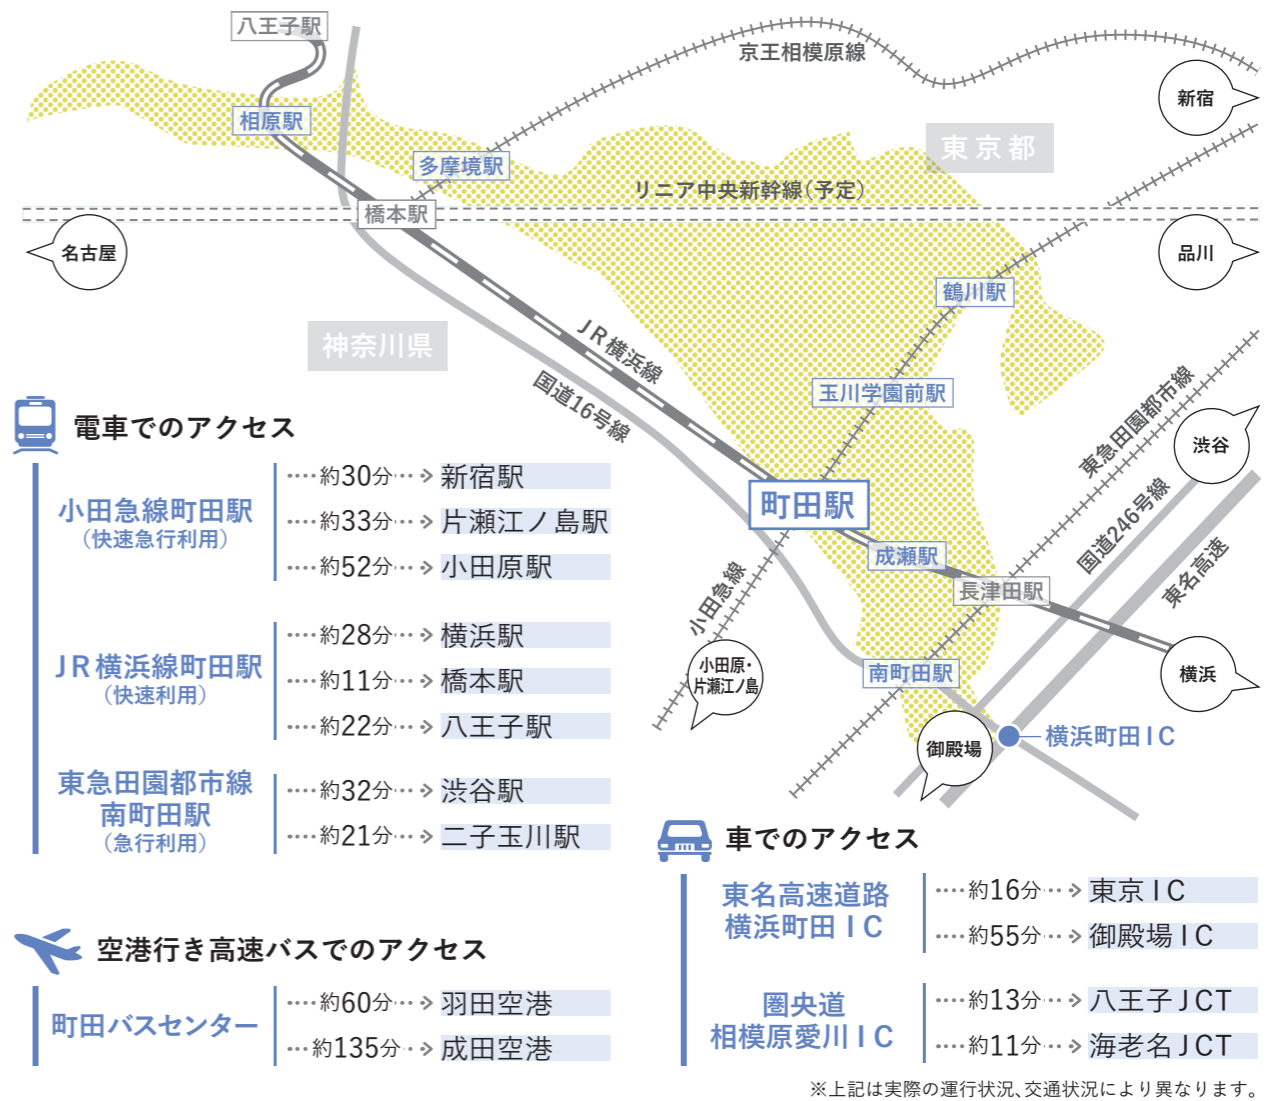 八王子駅
京王相模原線
新宿
相原駅
東京都
多摩境駅
リニア中央新幹線(予定)
橋本駅
名古屋
品川
鶴川駅
神奈川県
JR横浜線
国道16号線
玉川学園前駅
東急田園都市線
渋谷
町田駅
国道246号線
東名高速
成瀬駅
長津田駅
小田急線
小田原・
片瀬江ノ島
南町田駅
横浜
御殿場
横浜町田IC
電車でのアクセス
小田急線町田駅
(快速急行利用)
約30分 新宿駅
約33分 片瀬江ノ島駅
約52分 小田原駅
JR横浜線町田駅
(快速利用)
約28分 横浜駅
約11分 橋本駅
約22分 八王子駅
東急田園都市線
南町田駅
(急行利用)
約32分 渋谷駅
約21分 二子玉川駅
空港行き高速バスでのアクセス
町田バスセンター
約60分 羽田空港
約135分 成田空港
車でのアクセス
東名高速道路
横浜町田IC
約16分 東京IC
約55分 御殿場IC
圏央道
相模原愛川IC
約13分 八王子JCT
約11分 海老名JCT
※上記は実際の運行状況、交通状況により異なります。